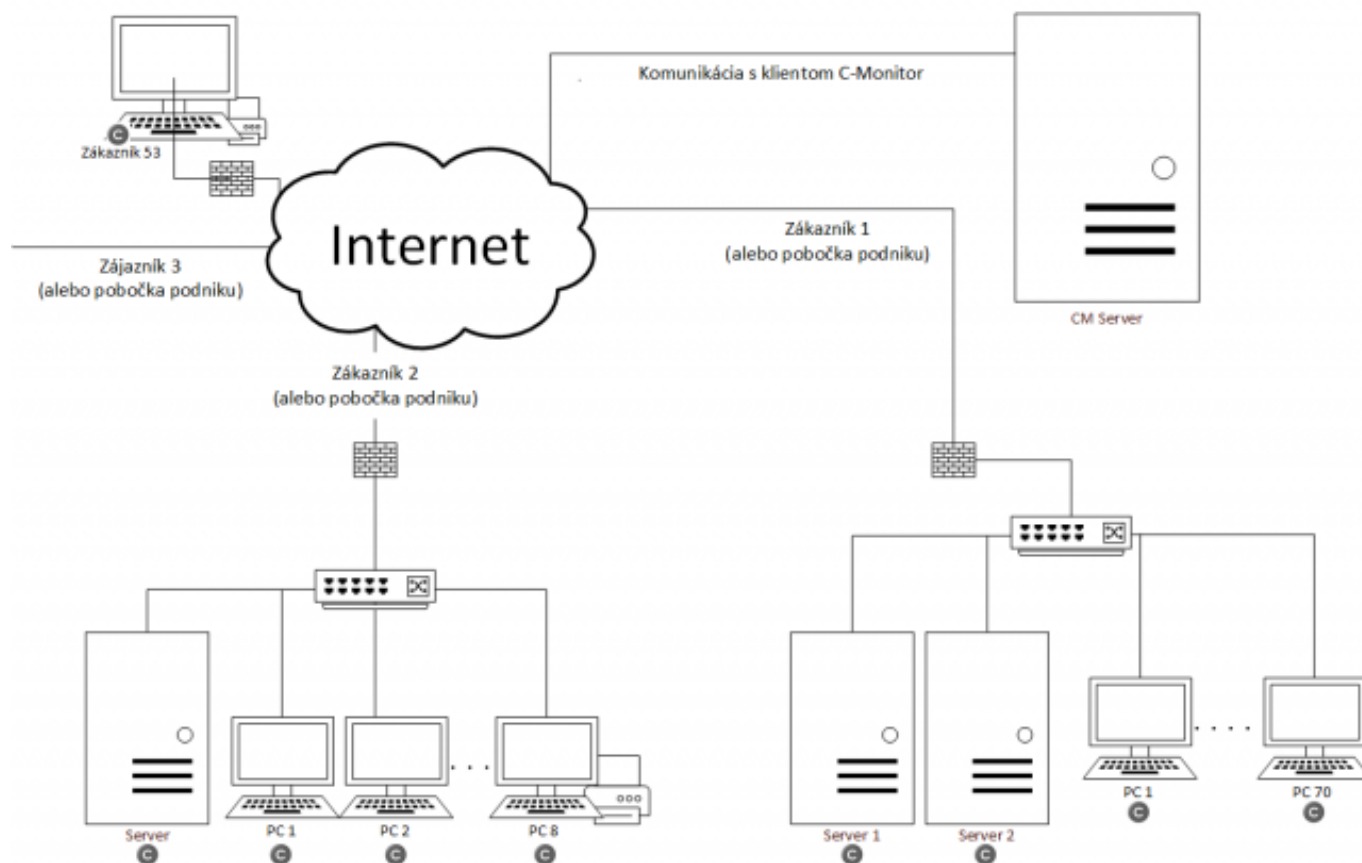 Komunikácia s klientom C-Monitor
C
Zákazník 53
Internet
Zákazník 1
(alebo pobočka podniku)
Zájazník 3
(alebo pobočka podniku)
CM Server
Zákazník 2
(alebo pobočka podniku)
Server
C
PC 1
C
PC 2
C
PC 8
C
Server 1
C
Server 2
C
PC 1
C
PC 70
C